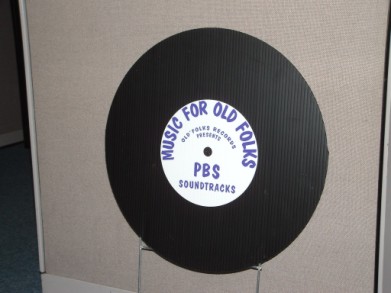 MUSIC FOR OLD FOLKS
OLD FOLKS RECORDS
PRESENTS
PBS
SOUNDTRACKS